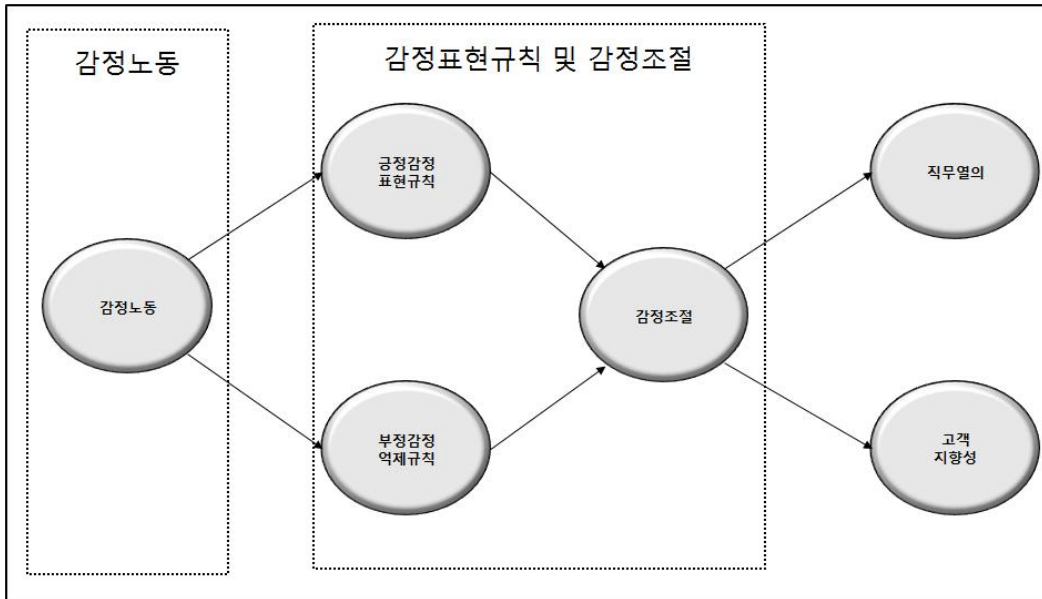 감정노동
감정표현규칙 및 감정조절
긍정감정
표현규칙
직무열의
감정노동
감정조절
부정감정
억제규칙
고객
지향성